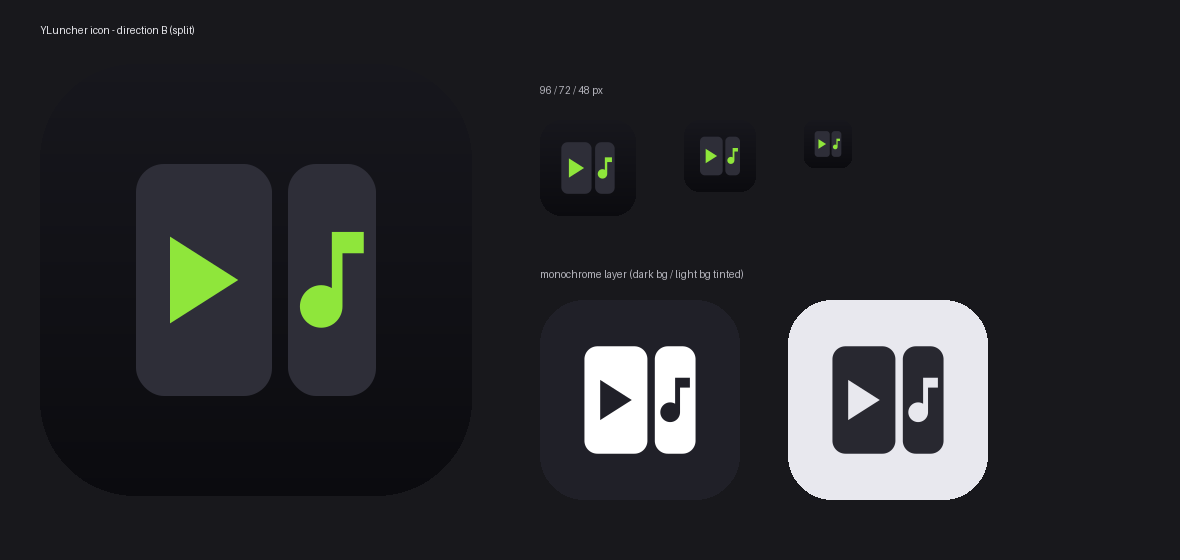 YLuncher icon - direction B (split)
96 / 72 / 48 px
monochrome layer (dark bg / light bg tinted)